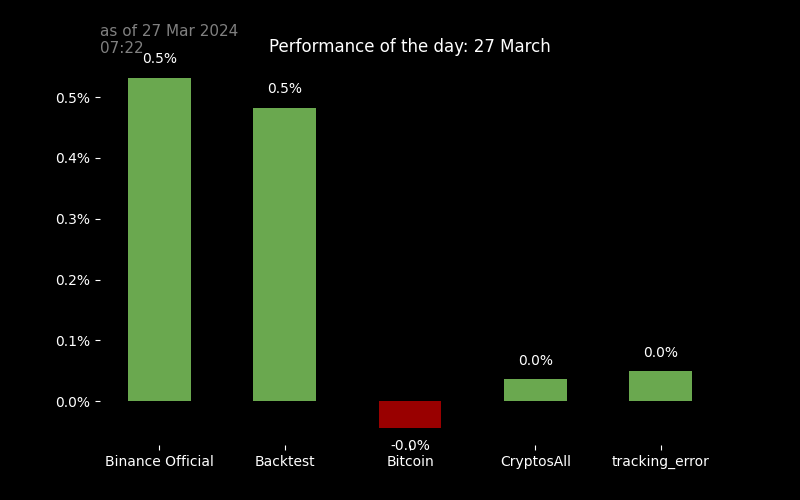 as of 27 Mar 2024
07:22
Performance of the day: 27 March
0.5%
0.5%
0.5%
0.4%
0.3%
0.2%
0.1%
0.0%
0.0%
0.0%
-0.0%
Binance Official
Backtest
Bitcoin
CryptosAll
tracking_error